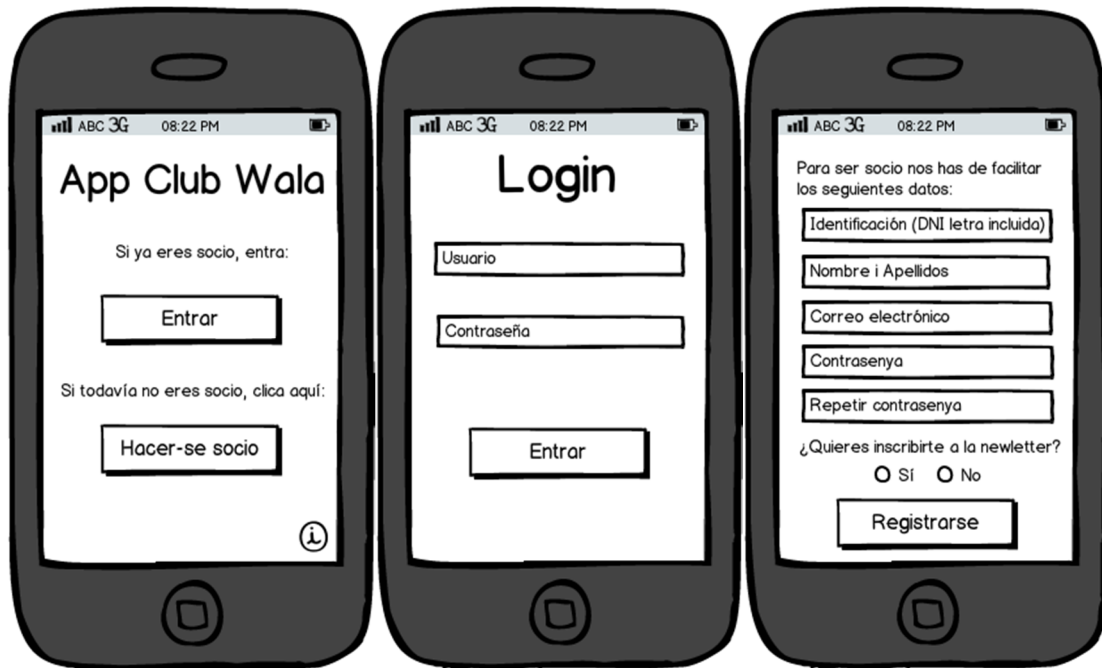 ABC 3G 08:22 PM
App Club Wala
Si ya eres socio, entra:
Entrar
Si todavía no eres socio, clica aquí:
Hacer-se socio
i
ABC 3G 08:22 PM
Login
Usuario
Contraseña
Entrar
ABC 3G 08:22 PM
Para ser socio nos has de facilitar
los seguientes datos:
Identificación (DNI letra incluida)
Nombre i Apellidos
Correo electrónico
Contrasenya
Repetir contrasenya
¿Quieres inscribirte a la newletter?
Sí No
Registrarse